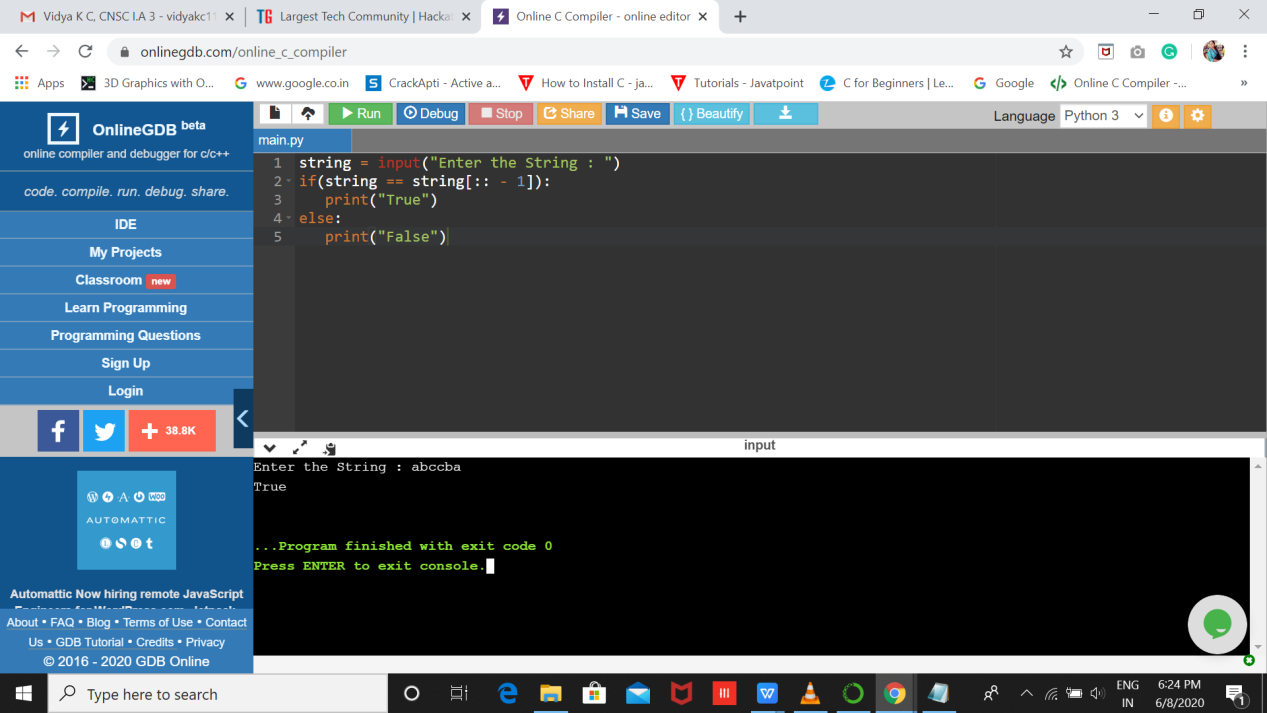 Vidya K C, CNSC I.A 3 - vidyakc11
Largest Tech Community | Hackat
Online C Compiler - online editor
onlinegdb.com/online_c_compiler
Apps
3D Graphics with O...
www.google.co.in
CrackApti - Active a...
How to Install C - ja...
Tutorials - Javatpoint
C for Beginners | Le...
Google
Online C Compiler -...
»
OnlineGDB beta
online compiler and debugger for c/c++
code. compile. run. debug. share.
IDE
My Projects
Classroom new
Learn Programming
Programming Questions
Sign Up
Login
38.8K
AUTOMATTIC
Automattic Now hiring remote JavaScript
About • FAQ • Blog • Terms of Use • Contact
Us • GDB Tutorial • Credits • Privacy
© 2016 - 2020 GDB Online
Run
Debug
Stop
Share
Save
{ } Beautify
Language Python 3
main.py
1 string = input("Enter the String : ")
2 if(string == string[:: - 1]):
3 print("True")
4 else:
5 print("False")
input
Enter the String : abccba
True
...Program finished with exit code 0
Press ENTER to exit console.
Type here to search
ENG
IN
6:24 PM
6/8/2020
1